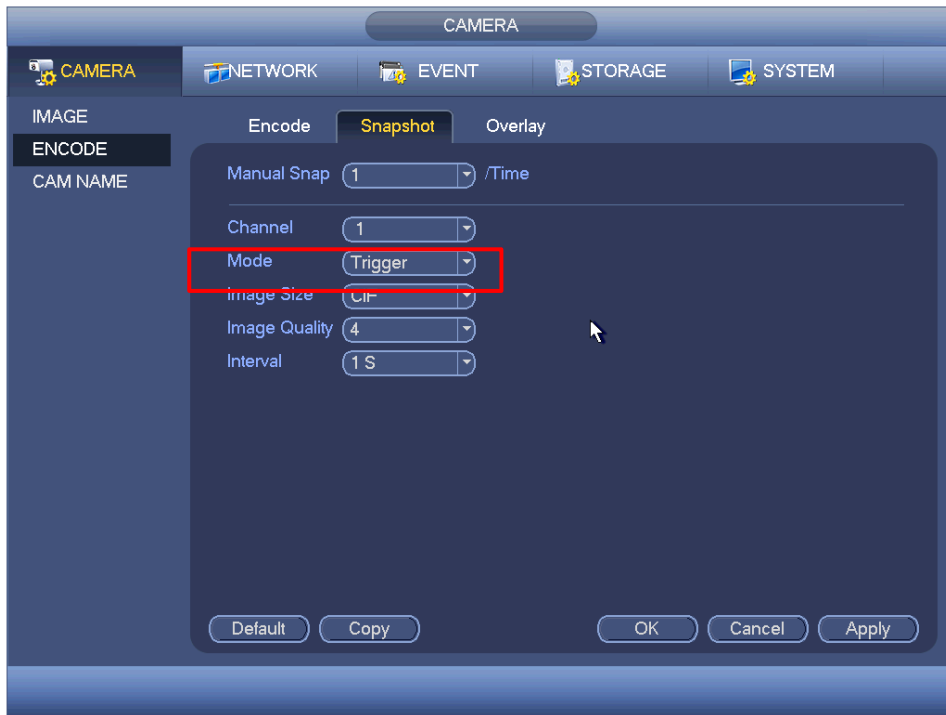 CAMERA
CAMERA NETWORK EVENT STORAGE SYSTEM
IMAGE
ENCODE
CAM NAME
Encode Snapshot Overlay
Manual Snap 1 /Time
Channel 1
Mode Trigger
Image Size CIF
Image Quality 4
Interval 1 S
Default Copy OK Cancel Apply